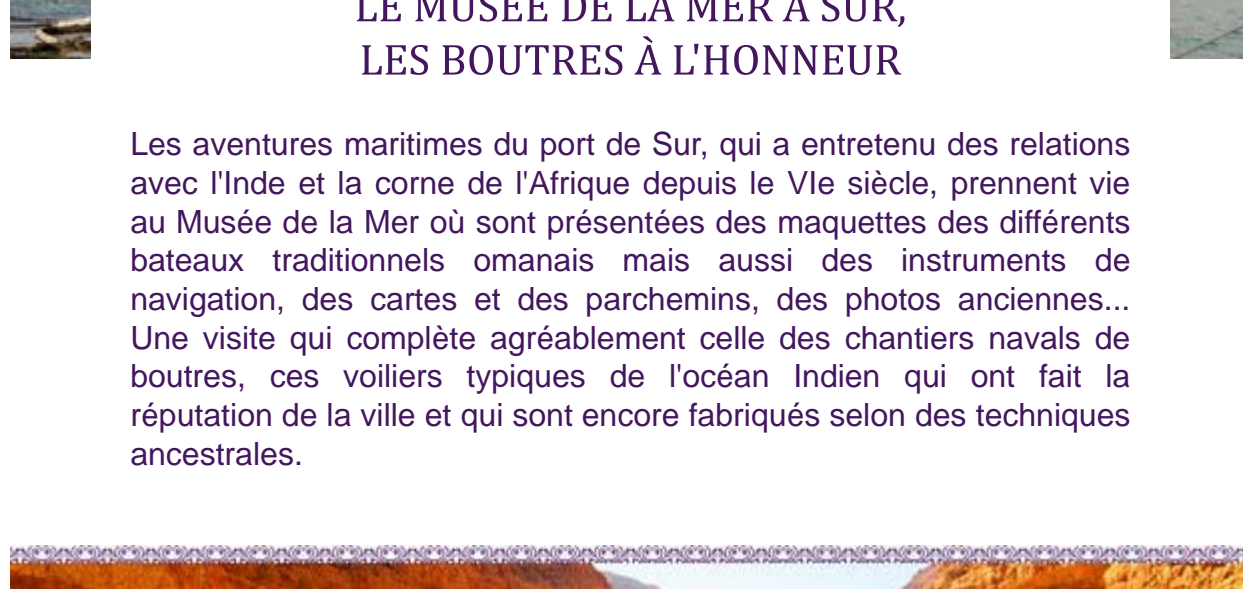 LE MUSÉE DE LA MER À SUR,
LES BOUTRES À L'HONNEUR
Les aventures maritimes du port de Sur, qui a entretenu des relations
avec l'Inde et la corne de l'Afrique depuis le VIe siècle, prennent vie
au Musée de la Mer où sont présentées des maquettes des différents
bateaux traditionnels omanais mais aussi des instruments de
navigation, des cartes et des parchemins, des photos anciennes...
Une visite qui complète agréablement celle des chantiers navals de
boutres, ces voiliers typiques de l'océan Indien qui ont fait la
réputation de la ville et qui sont encore fabriqués selon des techniques
ancestrales.